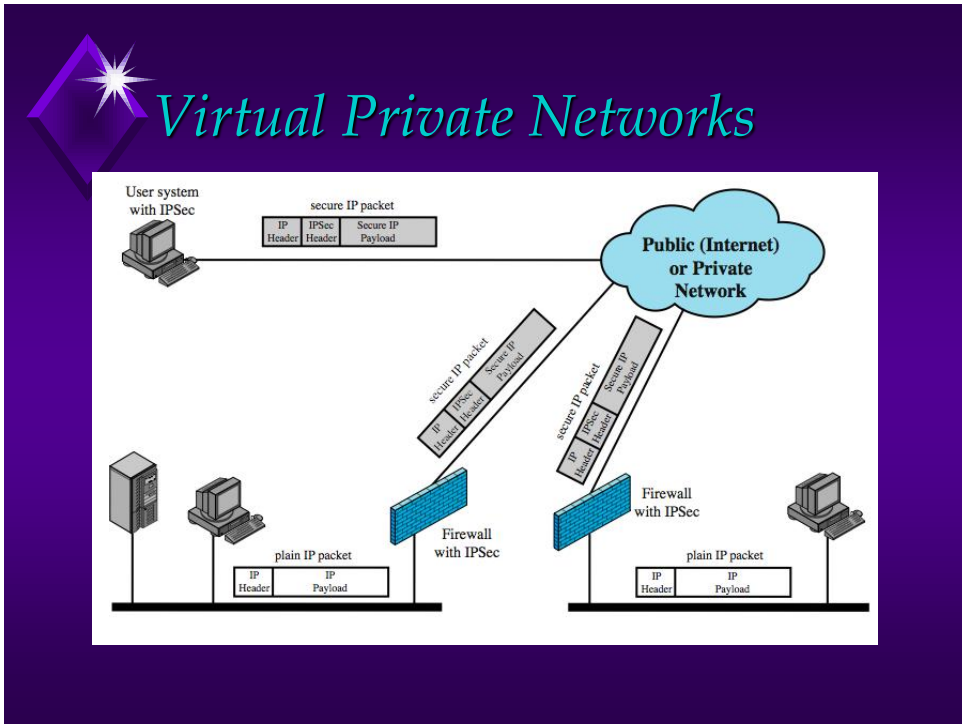 Virtual Private Networks
User system
with IPSec
secure IP packet
IP
Header
IPSec
Header
Secure IP
Payload
Public (Internet)
or Private
Network
secure IP packet
IP
Header
IPSec
Header
Secure IP
Payload
secure IP packet
IP
Header
IPSec
Header
Secure IP
Payload
Firewall
with IPSec
Firewall
with IPSec
plain IP packet
IP
Header
IP
Payload
plain IP packet
IP
Header
IP
Payload